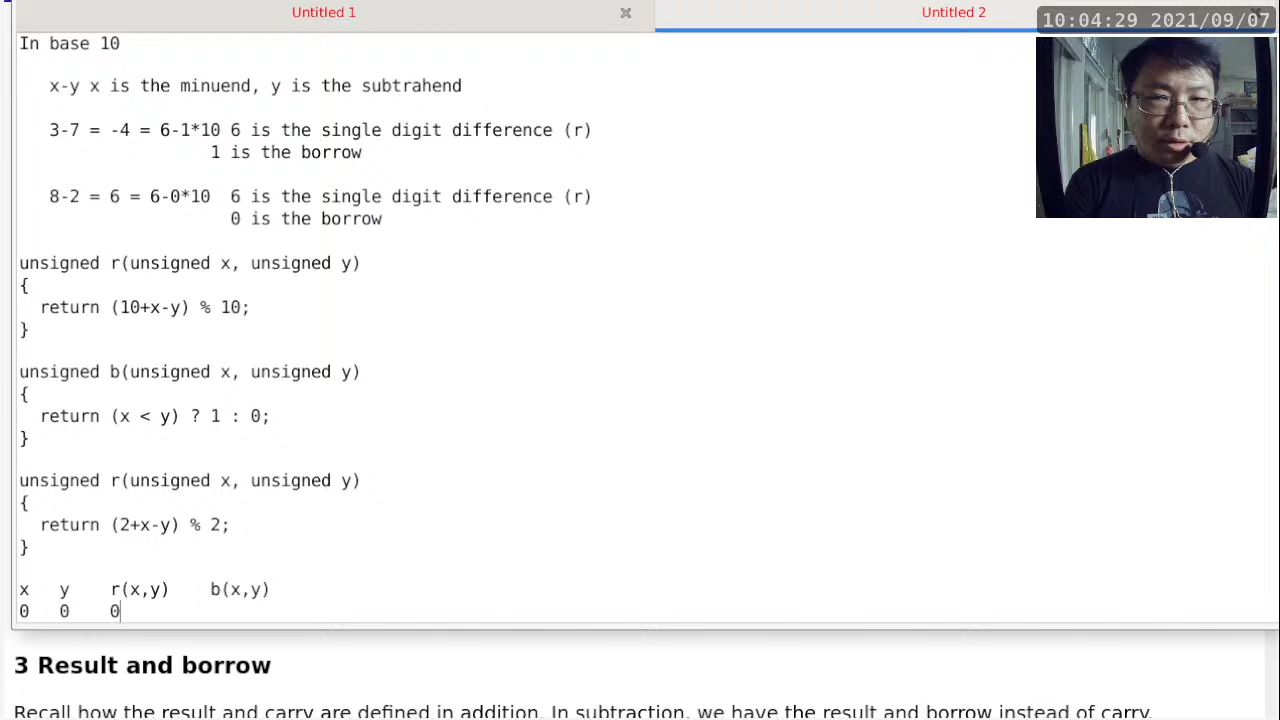 Untitled 1
Untitled 2
10:04:29 2021/09/07
In base 10
x-y x is the minuend, y is the subtrahend
3-7 = -4 = 6-1*10 6 is the single digit difference (r)
1 is the borrow
8-2 = 6 = 6-0*10 6 is the single digit difference (r)
0 is the borrow
unsigned r(unsigned x, unsigned y)
{
return (10+x-y) % 10;
}
unsigned b(unsigned x, unsigned y)
{
return (x < y) ? 1 : 0;
}
unsigned r(unsigned x, unsigned y)
{
return (2+x-y) % 2;
}
x y r(x,y) b(x,y)
0 0 0
3 Result and borrow
Recall how the result and carry are defined in addition. In subtraction, we have the result and borrow instead of carry.